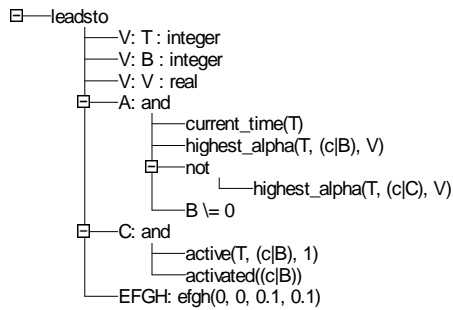 leadsto
V: T : integer
V: B : integer
V: V : real
A: and
current_time(T)
highest_alpha(T, (c|B), V)
not
highest_alpha(T, (c|C), V)
B \= 0
C: and
active(T, (c|B), 1)
activated((c|B))
EFGH: efgh(0, 0, 0.1, 0.1)